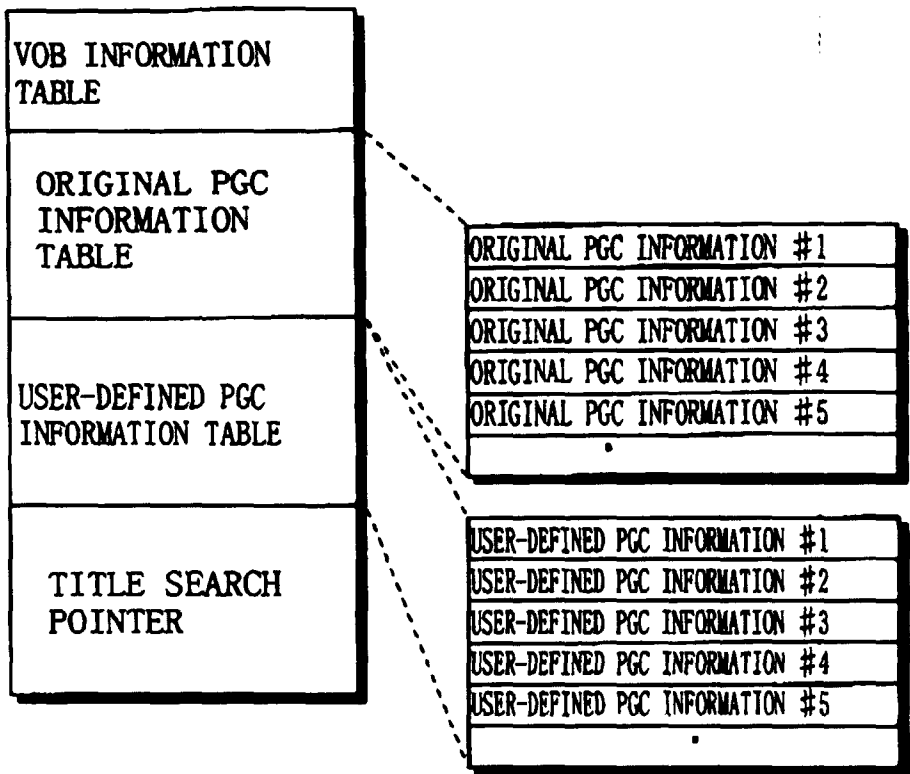 VOB INFORMATION
TABLE
ORIGINAL PGC
INFORMATION
TABLE
USER-DEFINED PGC
INFORMATION TABLE
TITLE SEARCH
POINTER
ORIGINAL PGC INFORMATION #1
ORIGINAL PGC INFORMATION #2
ORIGINAL PGC INFORMATION #3
ORIGINAL PGC INFORMATION #4
ORIGINAL PGC INFORMATION #5
USER-DEFINED PGC INFORMATION #1
USER-DEFINED PGC INFORMATION #2
USER-DEFINED PGC INFORMATION #3
USER-DEFINED PGC INFORMATION #4
USER-DEFINED PGC INFORMATION #5